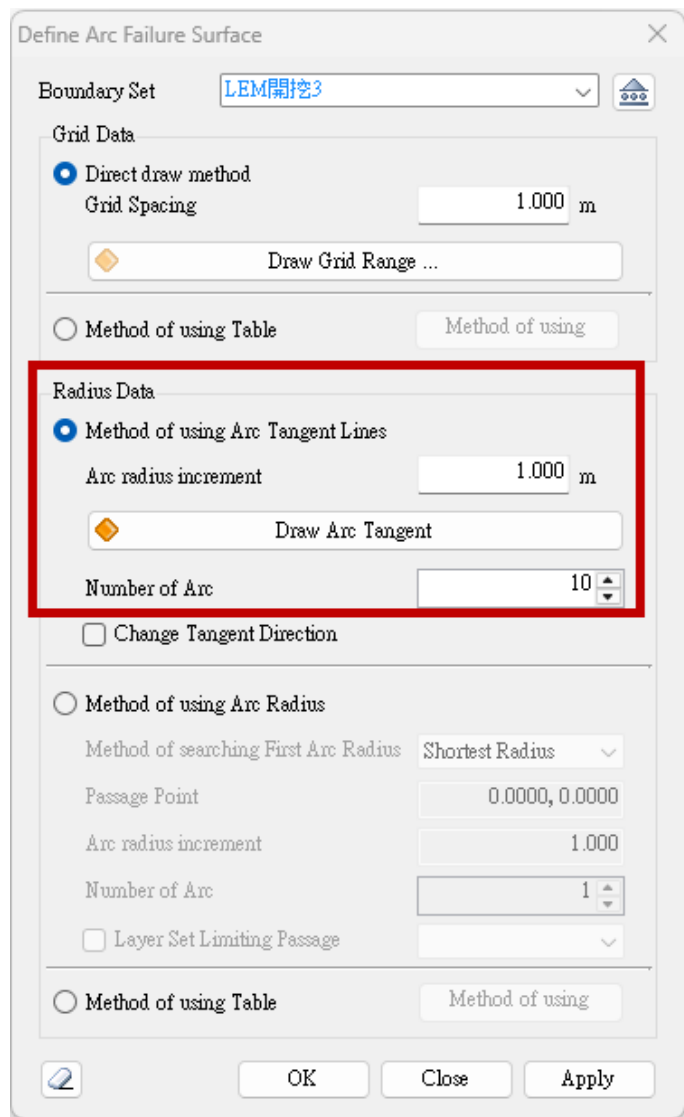 Define Arc Failure Surface
Boundary Set LEM開挖3
Grid Data
Direct draw method
Grid Spacing 1.000 m
Draw Grid Range ...
Method of using Table Method of using
Radius Data
Method of using Arc Tangent Lines
Arc radius increment 1.000 m
Draw Arc Tangent
Number of Arc 10
Change Tangent Direction
Method of using Arc Radius
Method of searching First Arc Radius Shortest Radius
Passage Point 0.0000, 0.0000
Arc radius increment 1.000
Number of Arc 1
Layer Set Limiting Passage
Method of using Table Method of using
OK Close Apply